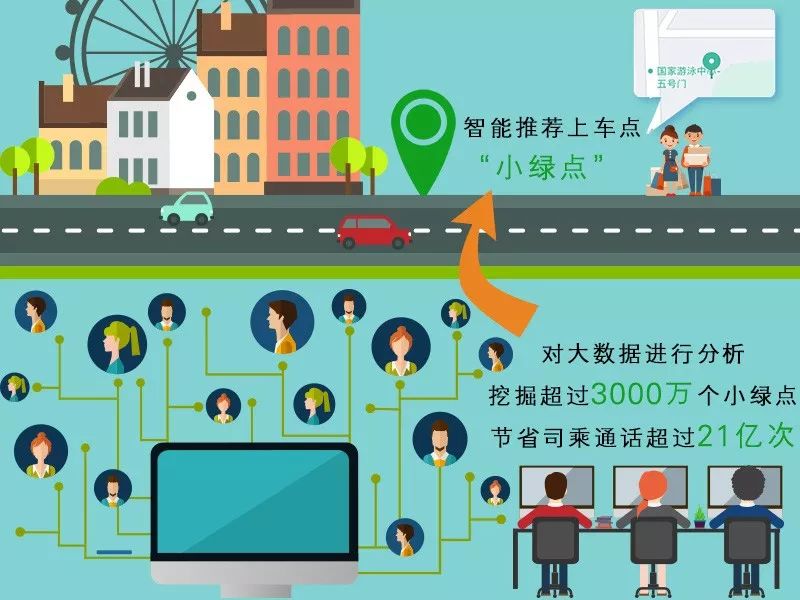 国家游泳中心-
五号门
智能推荐上车点
“小绿点”
对大数据进行分析
挖掘超过3000万个小绿点
节省司乘通话超过21亿次